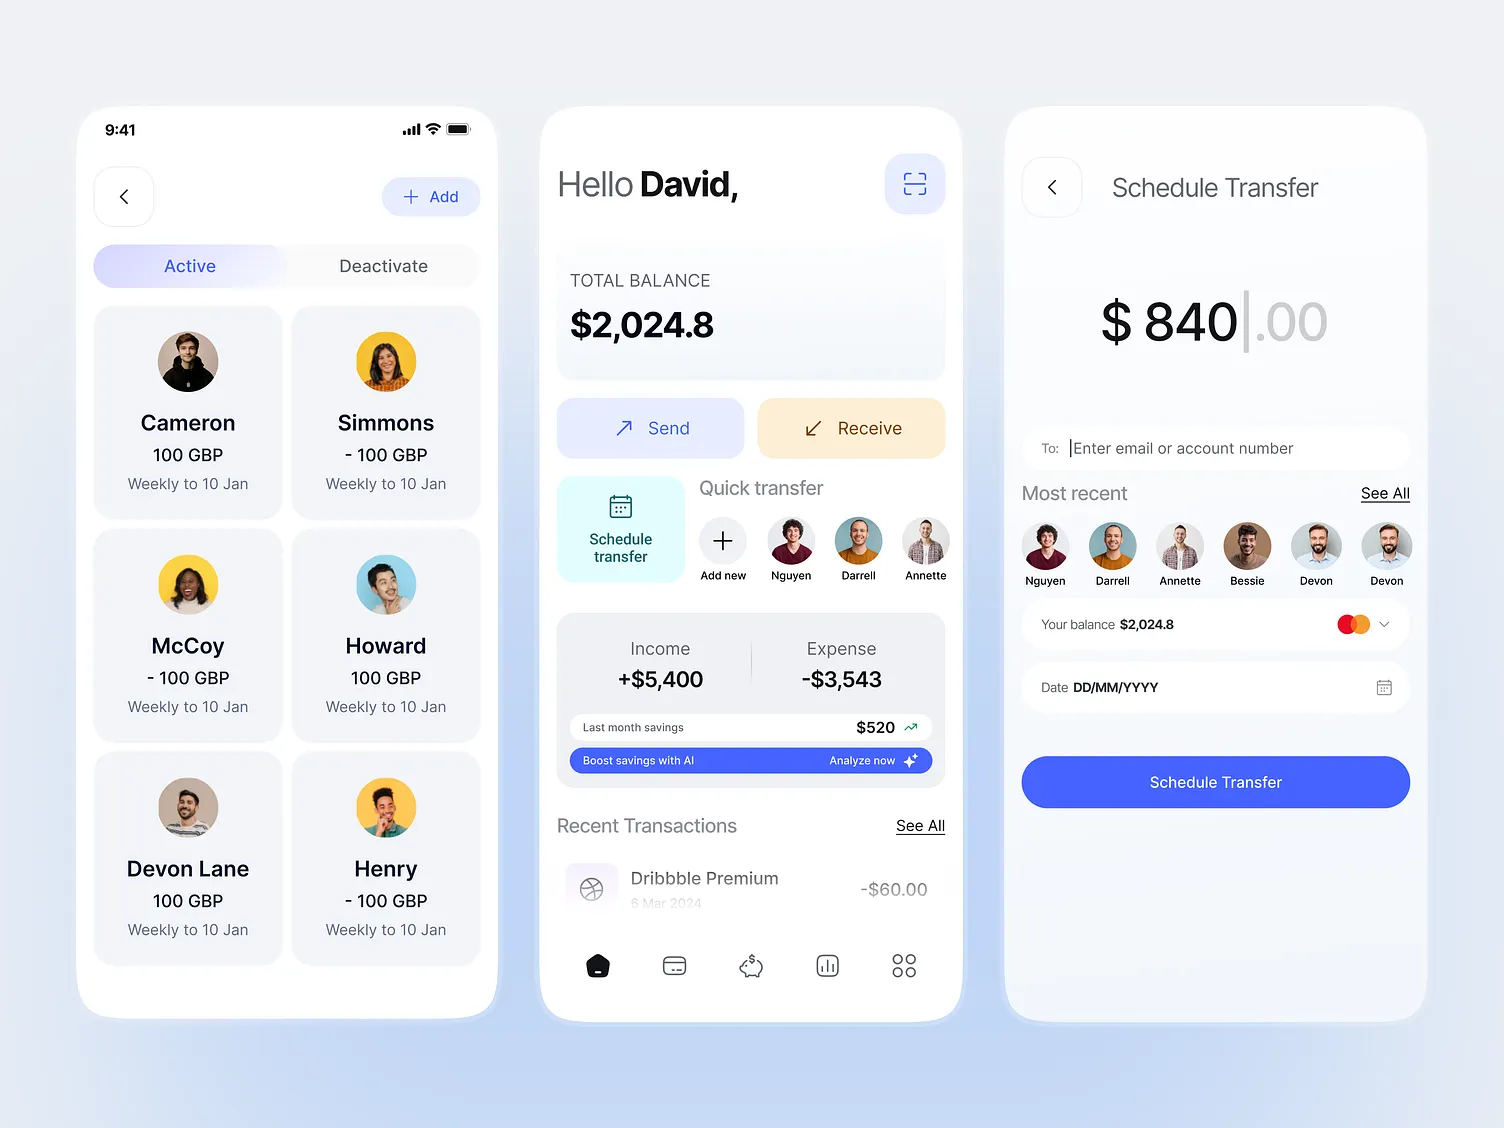 9:41
Add
Active
Deactivate
Cameron
100 GBP
Weekly to 10 Jan
Simmons
- 100 GBP
Weekly to 10 Jan
McCoy
- 100 GBP
Weekly to 10 Jan
Howard
100 GBP
Weekly to 10 Jan
Devon Lane
100 GBP
Weekly to 10 Jan
Henry
- 100 GBP
Weekly to 10 Jan
Hello David,
TOTAL BALANCE
$2,024.8
Send
Receive
Schedule
transfer
Quick transfer
Add new
Nguyen
Darrell
Annette
Income
+$5,400
Expense
-$3,543
Last month savings
$520
Boost savings with AI
Analyze now
Recent Transactions
See All
Dribbble Premium
6 Mar 2024
-$60.00
Schedule Transfer
$ 840.00
To: Enter email or account number
Most recent
See All
Nguyen
Darrell
Annette
Bessie
Devon
Devon
Your balance $2,024.8
Date DD/MM/YYYY
Schedule Transfer